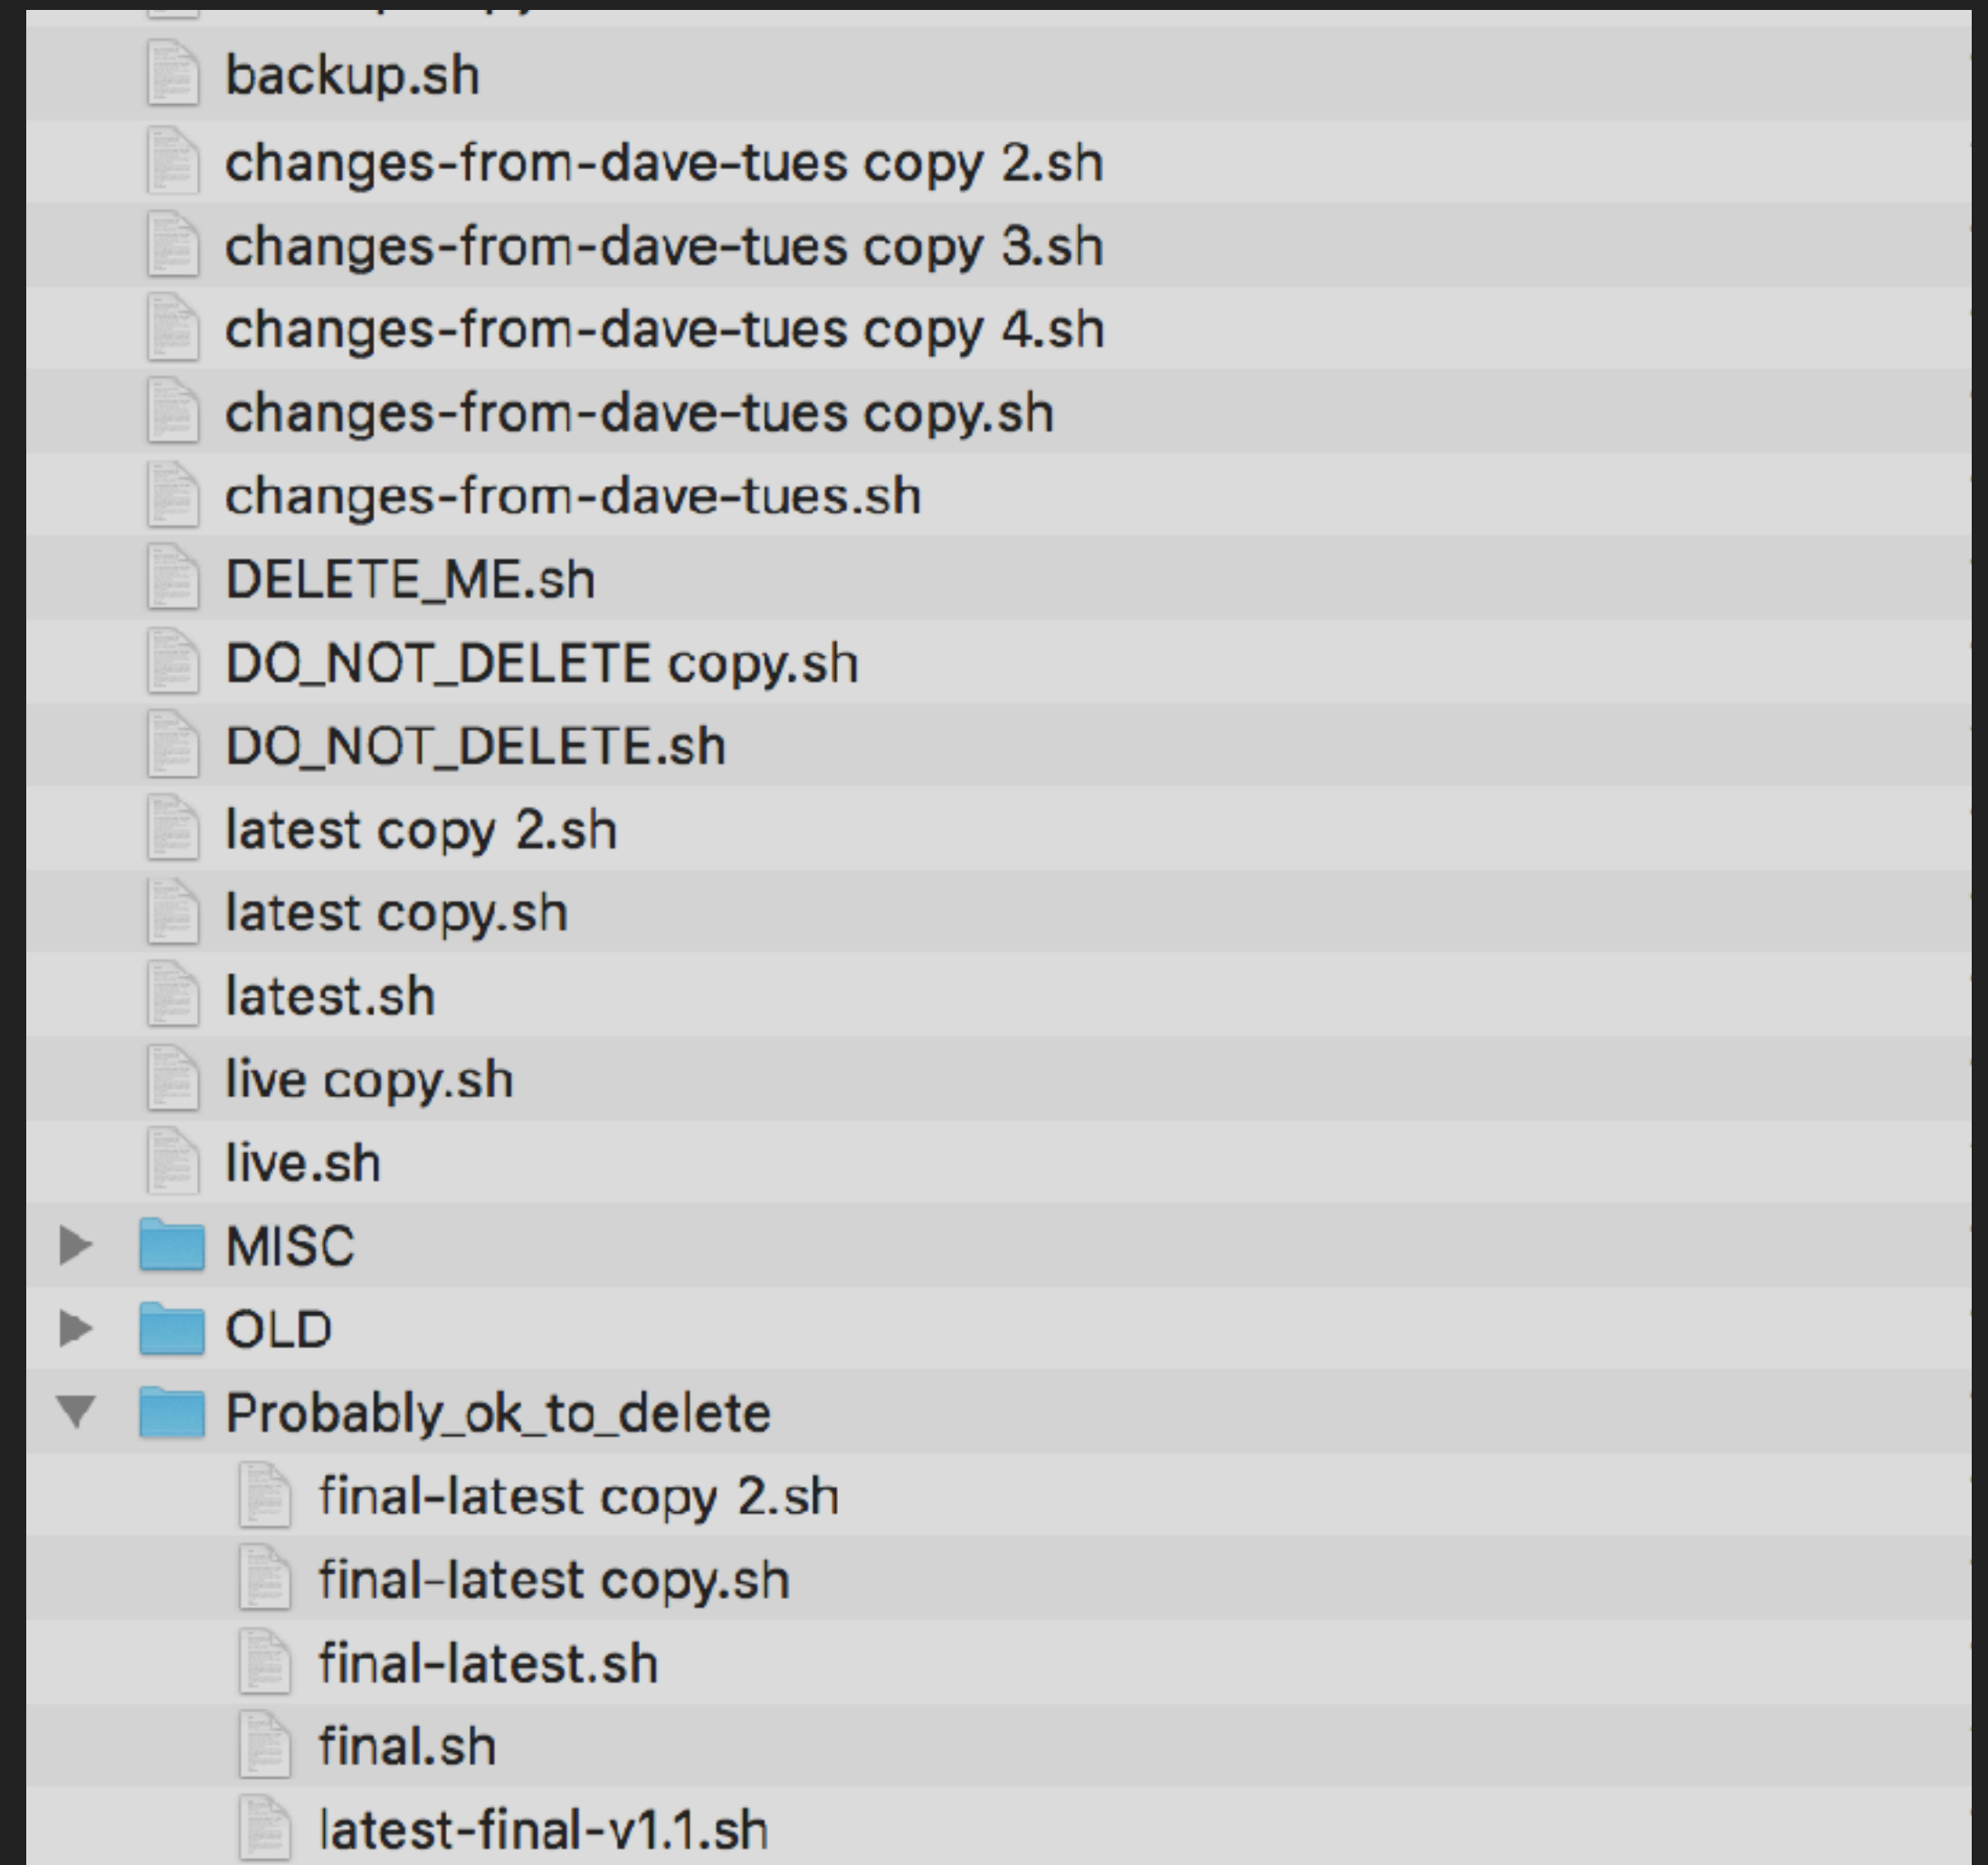 backup.sh
changes-from-dave-tues copy 2.sh
changes-from-dave-tues copy 3.sh
changes-from-dave-tues copy 4.sh
changes-from-dave-tues copy.sh
changes-from-dave-tues.sh
DELETE_ME.sh
DO_NOT_DELETE copy.sh
DO_NOT_DELETE.sh
latest copy 2.sh
latest copy.sh
latest.sh
live copy.sh
live.sh
MISC
OLD
Probably_ok_to_delete
final-latest copy 2.sh
final-latest copy.sh
final-latest.sh
final.sh
latest-final-v1.1.sh